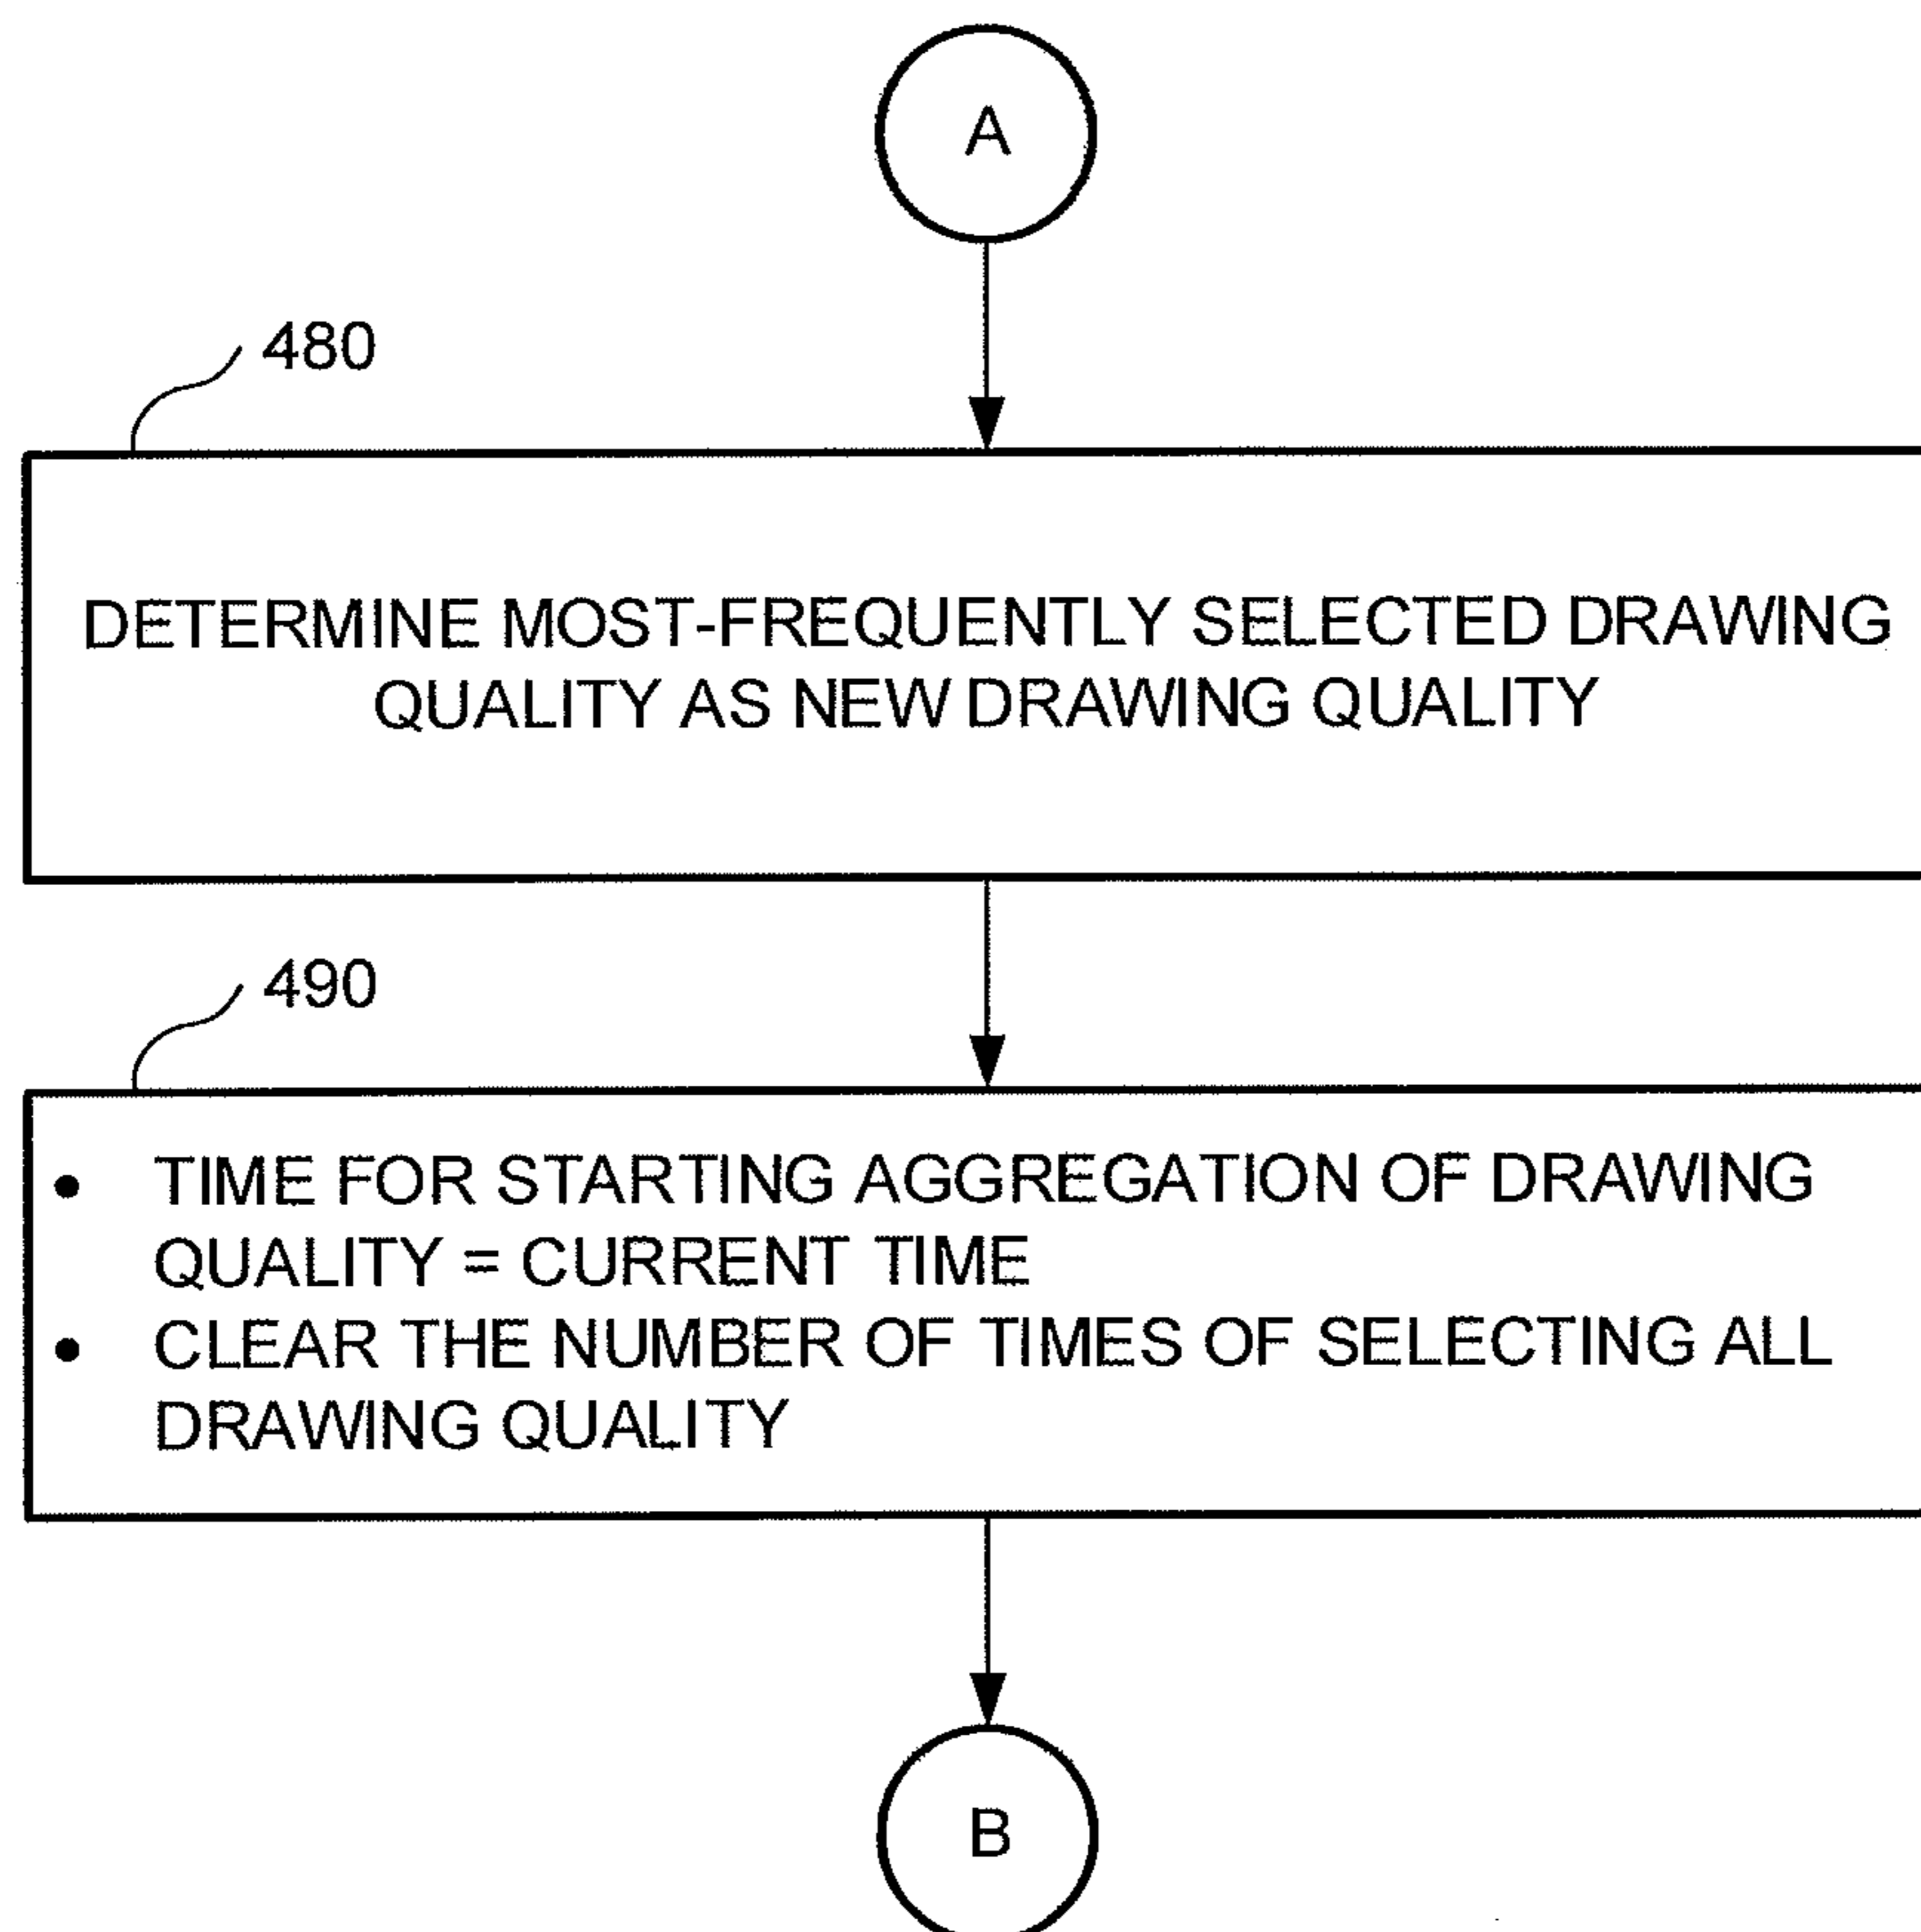 A
480
DETERMINE MOST-FREQUENTLY SELECTED DRAWING
QUALITY AS NEW DRAWING QUALITY
490
• TIME FOR STARTING AGGREGATION OF DRAWING
QUALITY = CURRENT TIME
• CLEAR THE NUMBER OF TIMES OF SELECTING ALL
DRAWING QUALITY
B